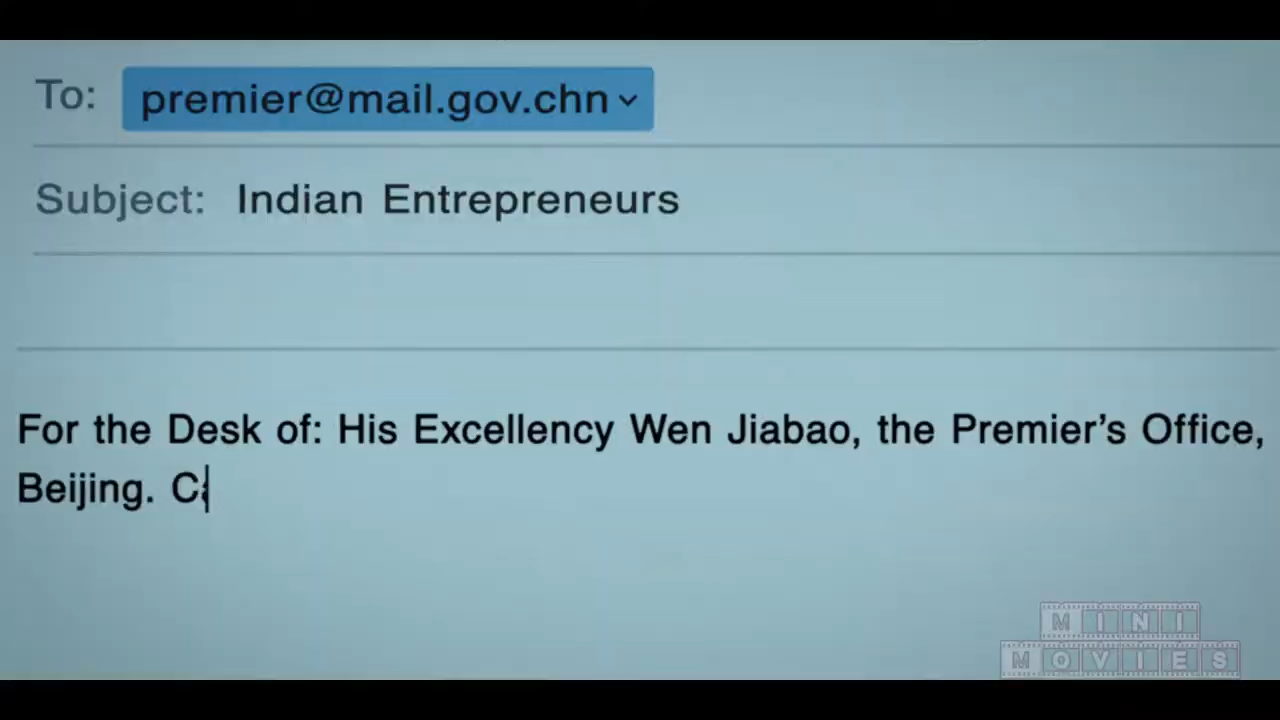 To: premier@mail.gov.chn
Subject: Indian Entrepreneurs
For the Desk of: His Excellency Wen Jiabao, the Premier’s Office,
Beijing. Ca
MINI
MOVIES